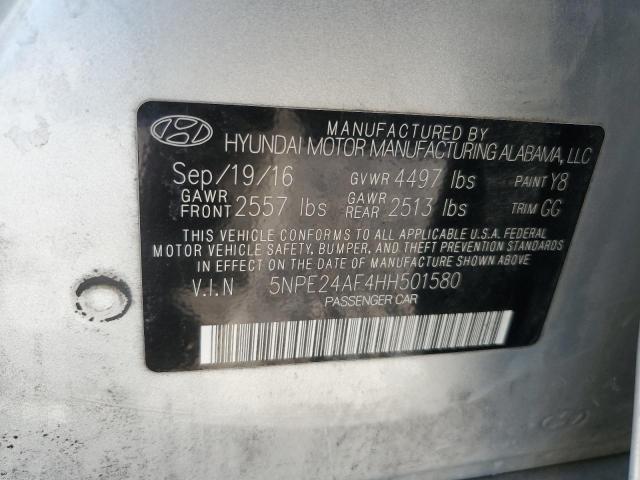 MANUFACTURED BY
HYUNDAI MOTOR MANUFACTURING ALABAMA, LLC
Sep/19/16 GVWR 4497 lbs PAINT Y8
GAWR FRONT 2557 lbs GAWR REAR 2513 lbs TRIM GG
THIS VEHICLE CONFORMS TO ALL APPLICABLE U.S.A. FEDERAL
MOTOR VEHICLE SAFETY, BUMPER, AND THEFT PREVENTION STANDARDS
IN EFFECT ON THE DATE OF MANUFACTURE SHOWN ABOVE.
V.I.N 5NPE24AF4HH501580
PASSENGER CAR